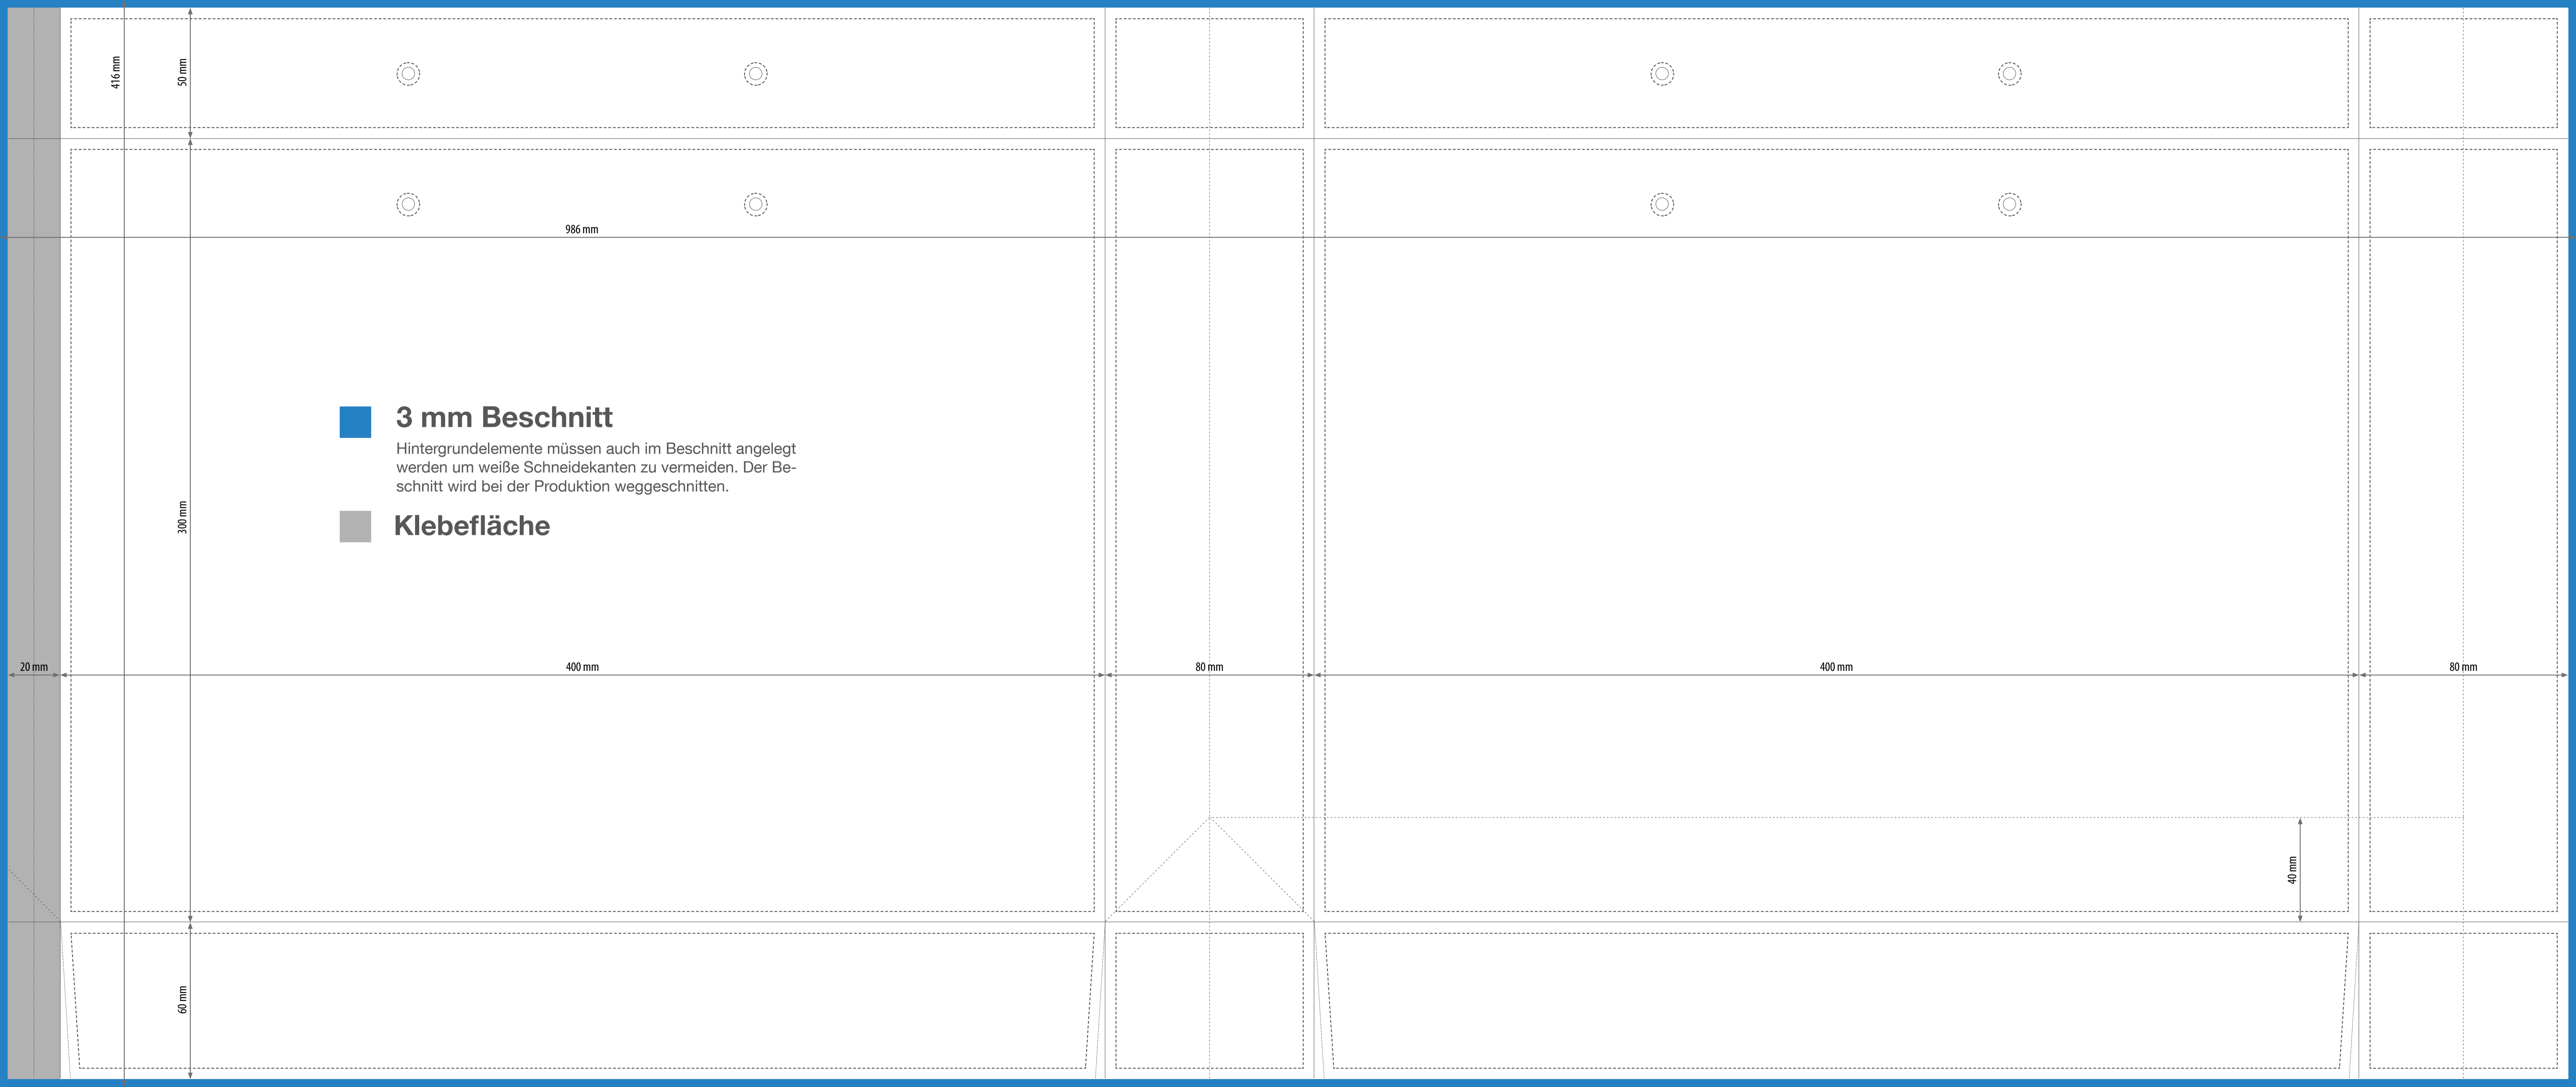 416 mm
50 mm
986 mm
3 mm Beschnitt
Hintergrundelemente müssen auch im Beschnitt angelegt
werden um weiße Schneidekanten zu vermeiden. Der Be-
schnitt wird bei der Produktion weggeschnitten.
Klebefläche
300 mm
20 mm
400 mm
80 mm
400 mm
80 mm
40 mm
60 mm